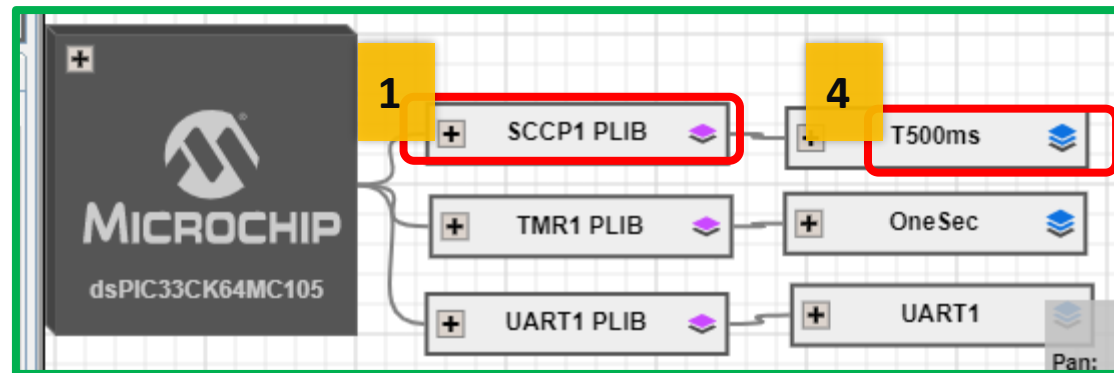 1
4
SCCP1 PLIB
T500ms
MICROCHIP
TMR1 PLIB
OneSec
dsPIC33CK64MC105
UART1 PLIB
UART1
Pan: